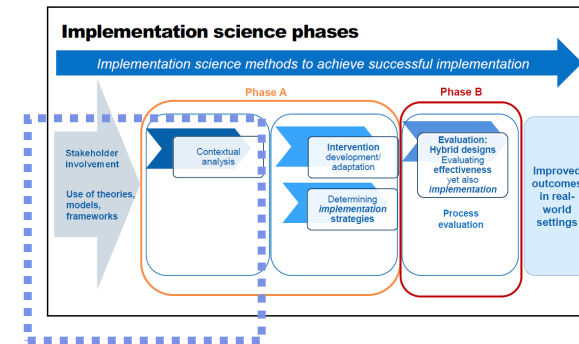 Implementation science phases
Implementation science methods to achieve successful implementation
Phase A
Phase B
Stakeholder
involvement
Use of theories,
models,
frameworks
Contextual
analysis
Intervention
development/
adaptation
Determining
implementation
strategies
Evaluation:
Hybrid designs
Evaluating
effectiveness
yet also
implementation
Process
evaluation
Improved
outcomes
in real-
world
settings